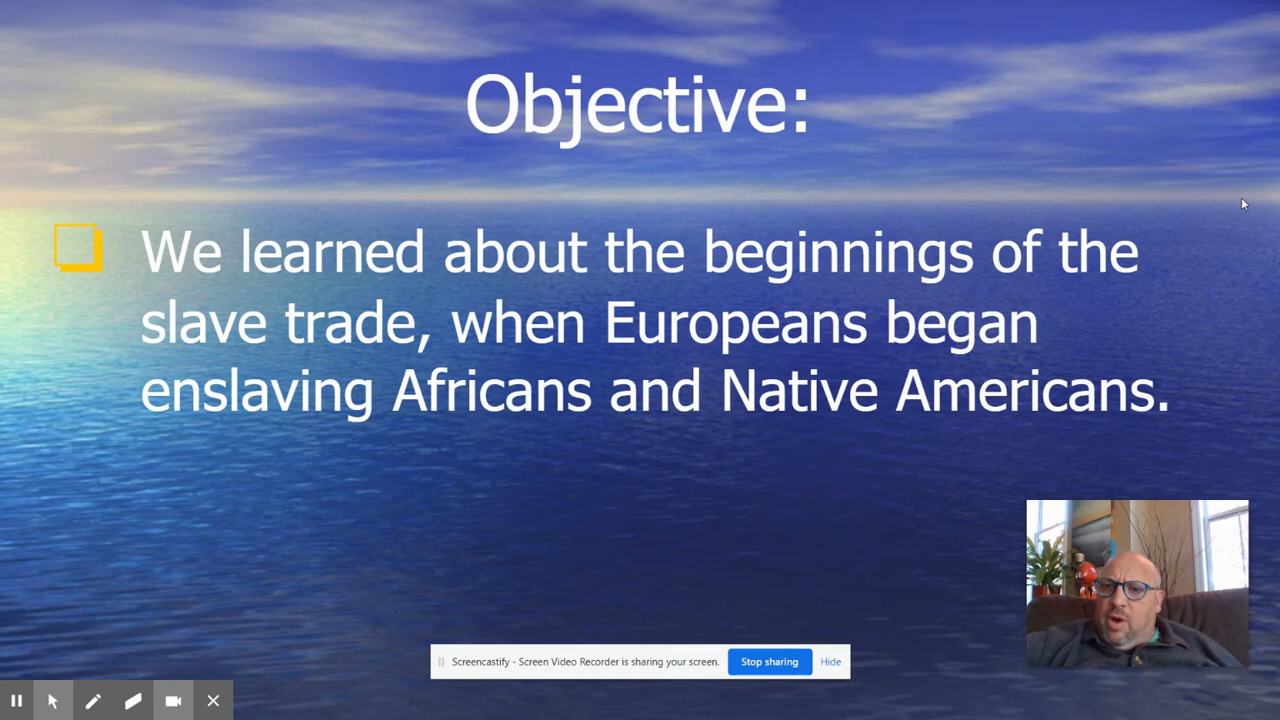 Objective:
We learned about the beginnings of the
slave trade, when Europeans began
enslaving Africans and Native Americans.
Screencastify - Screen Video Recorder is sharing your screen. Stop sharing Hide